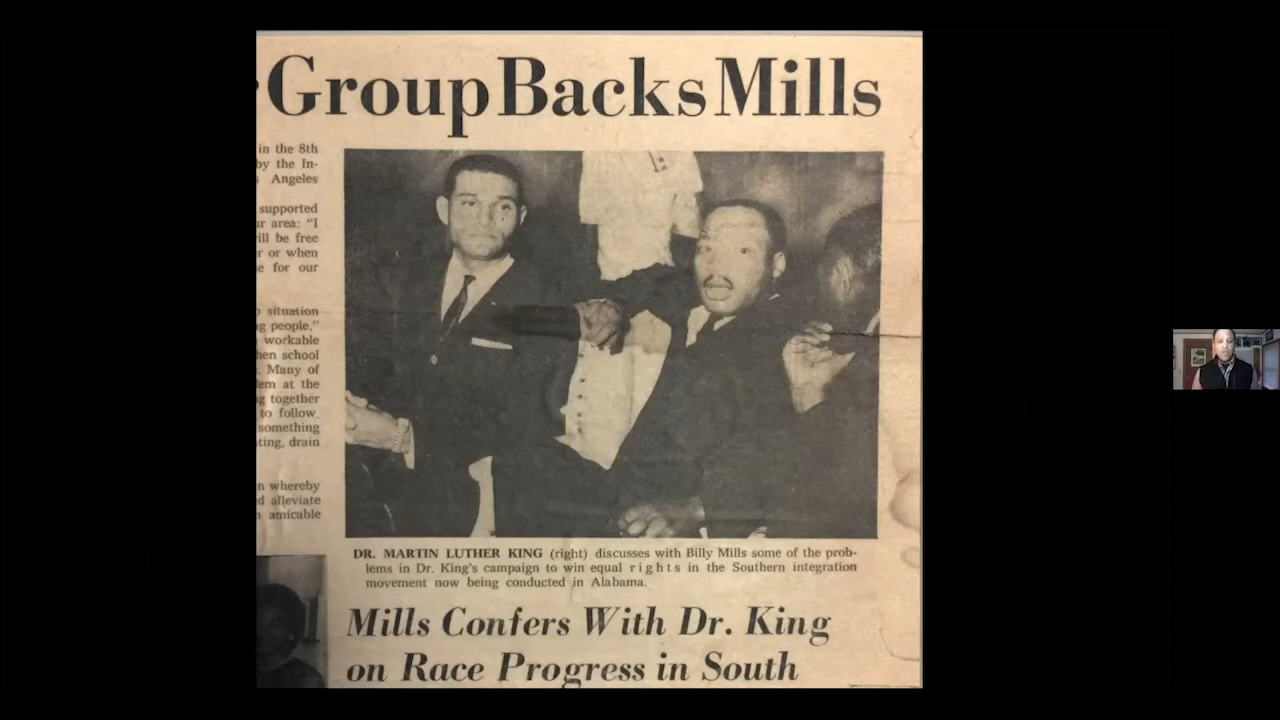 Group Backs Mills
in the 8th
by the In-
Angeles
supported
area: "I
will be free
or when
for our
situation
people,"
workable
school
Many of
at the
together
to follow.
something
drain
whereby
alleviate
amicable
DR. MARTIN LUTHER KING (right) discusses with Billy Mills some of the prob-
lems in Dr. King's campaign to win equal rights in the Southern integration
movement now being conducted in Alabama.
Mills Confers With Dr. King
on Race Progress in South